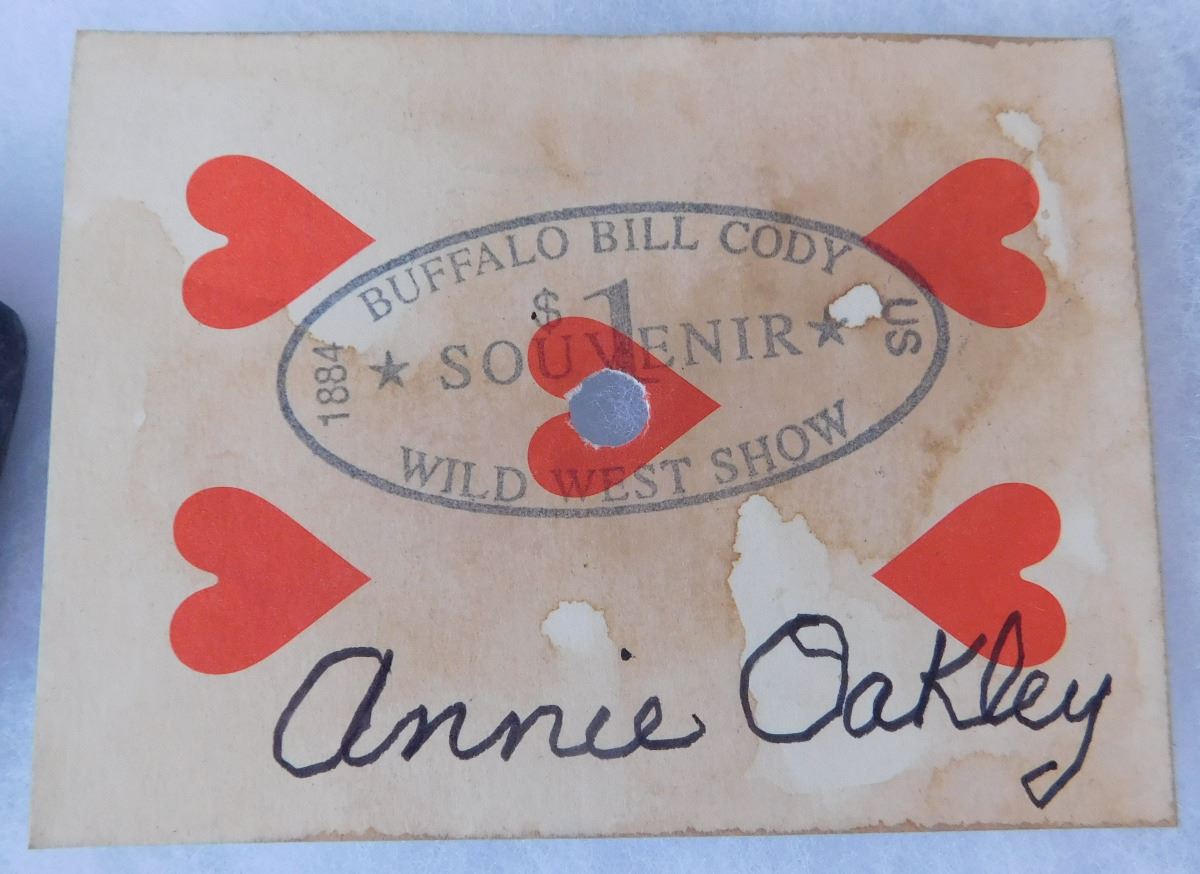 BUFFALO BILL CODY
US
$1
1884
★ SOUVENIR ★
WILD WEST SHOW
Annie Oakley